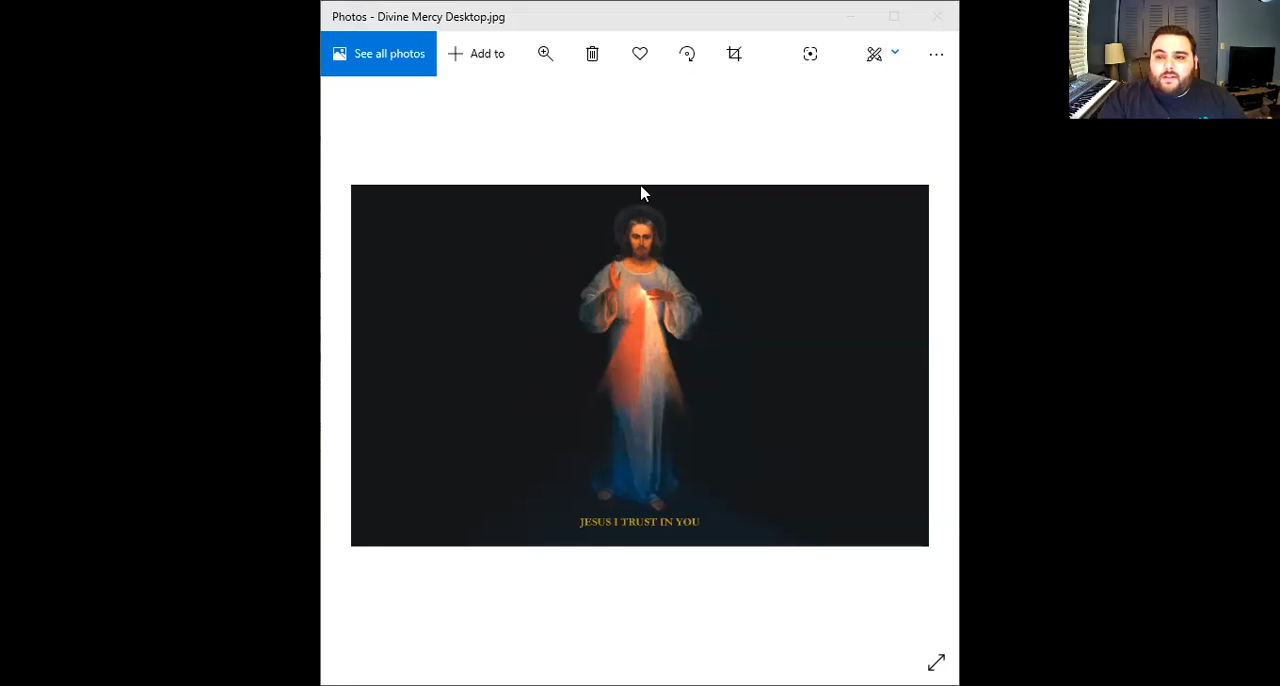 Photos - Divine Mercy Desktop.jpg
See all photos
Add to
JESUS I TRUST IN YOU